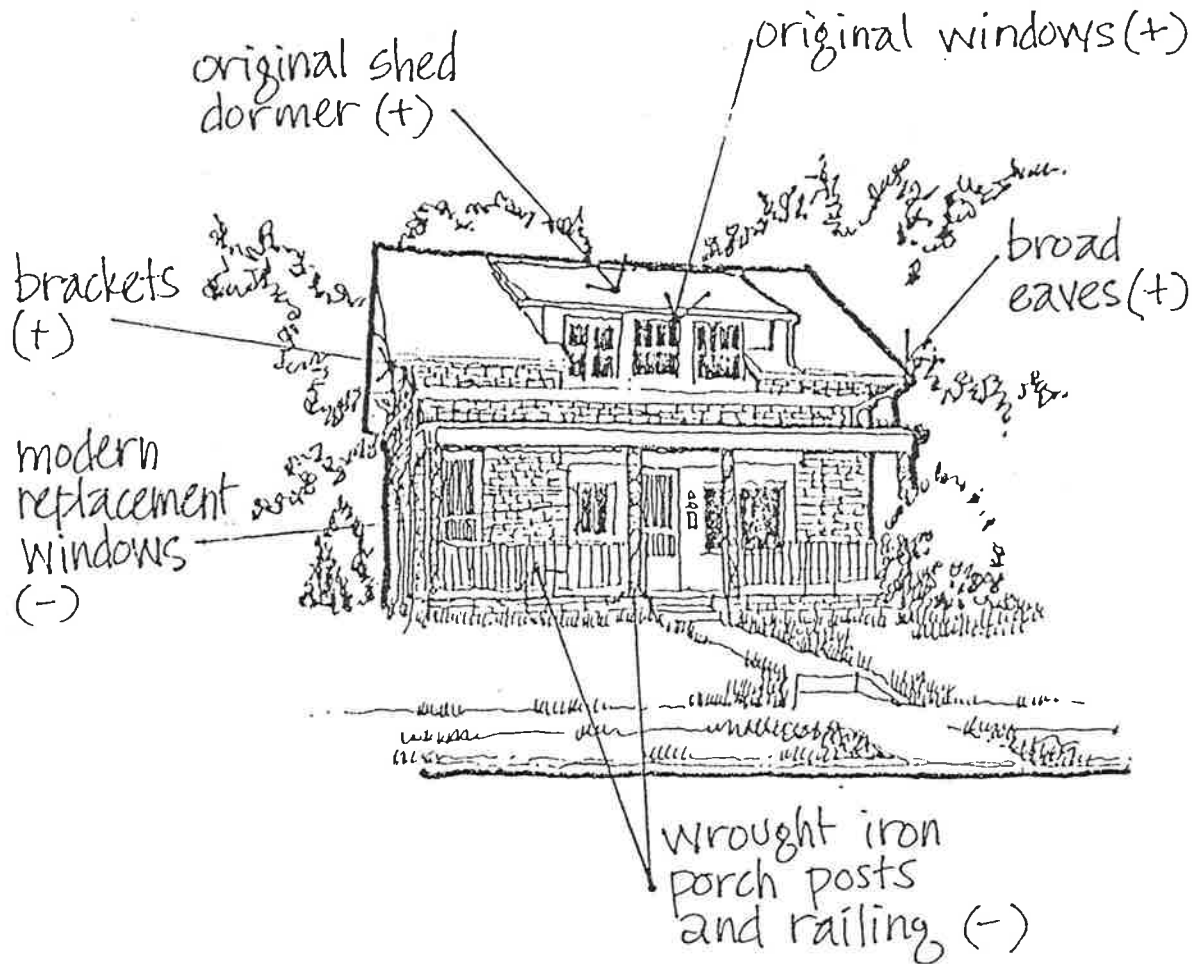 original shed
dormer (+)
original windows (+)
brackets
(+)
broad
eaves (+)
modern
replacement
windows
(-)
wrought iron
porch posts
and railing (-)